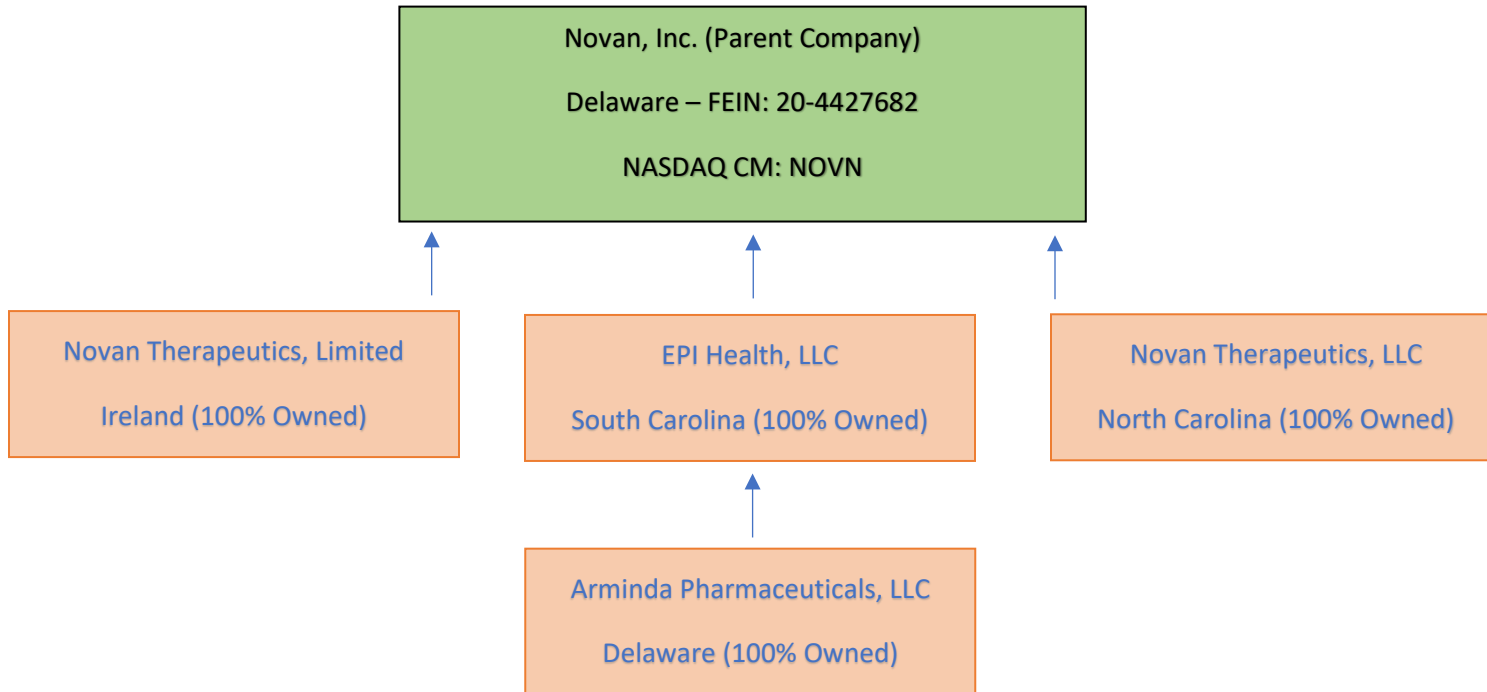 Novan, Inc. (Parent Company)
Delaware – FEIN: 20-4427682
NASDAQ CM: NOVN
Novan Therapeutics, Limited
Ireland (100% Owned)
EPI Health, LLC
South Carolina (100% Owned)
Novan Therapeutics, LLC
North Carolina (100% Owned)
Arminda Pharmaceuticals, LLC
Delaware (100% Owned)